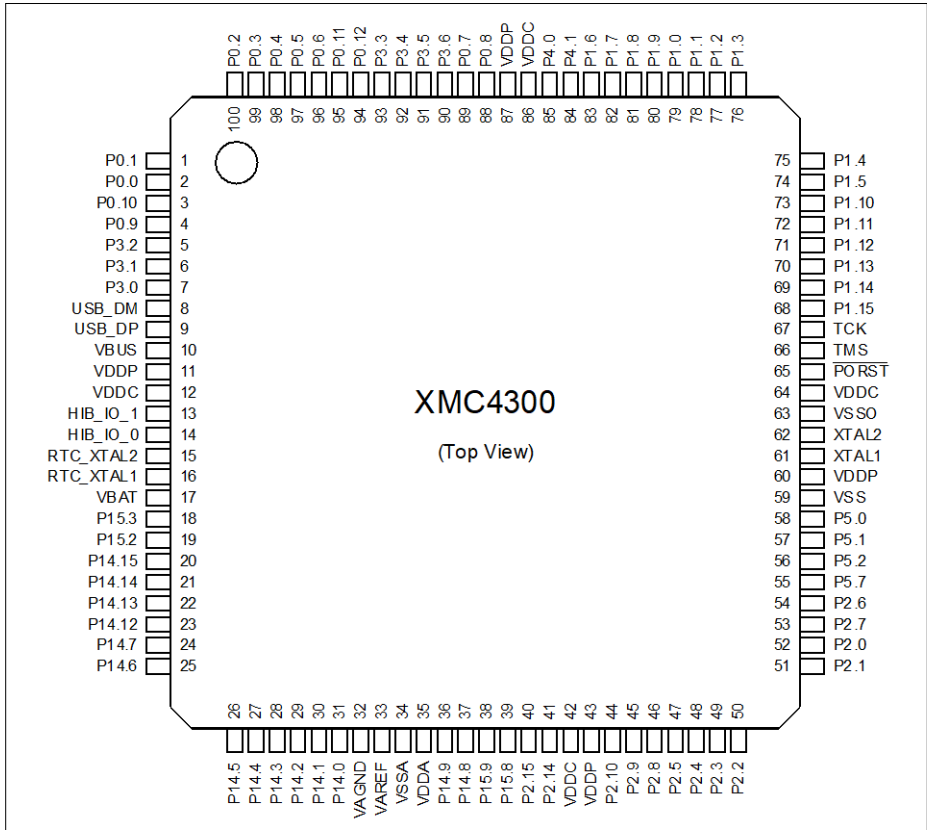 P0.2 P0.3 P0.4 P0.5 P0.6 P0.11 P0.12 P3.3 P3.4 P3.5 P3.6 P0.7 P0.8 VDDP VDDC P4.0 P4.1 P1.6 P1.7 P1.8 P1.9 P1.0 P1.1 P1.2 P1.3
100 99 98 97 96 95 94 93 92 91 90 89 88 87 86 85 84 83 82 81 80 79 78 77 76
P0.1 1 75 P1.4
P0.0 2 74 P1.5
P0.10 3 73 P1.10
P0.9 4 72 P1.11
P3.2 5 71 P1.12
P3.1 6 70 P1.13
P3.0 7 69 P1.14
USB_DM 8 68 P1.15
USB_DP 9 67 TCK
VBUS 10 66 TMS
VDDP 11 65 PORST
VDDC 12 64 VDDC
HIB_IO_1 13 63 VSSO
HIB_IO_0 14 62 XTAL2
RTC_XTAL2 15 61 XTAL1
RTC_XTAL1 16 60 VDDP
VBAT 17 59 VSS
P15.3 18 58 P5.0
P15.2 19 57 P5.1
P14.15 20 56 P5.2
P14.14 21 55 P5.7
P14.13 22 54 P2.6
P14.12 23 53 P2.7
P14.7 24 52 P2.0
P14.6 25 51 P2.1
XMC4300
(Top View)
26 27 28 29 30 31 32 33 34 35 36 37 38 39 40 41 42 43 44 45 46 47 48 49 50
P14.5 P14.4 P14.3 P14.2 P14.1 P14.0 VAGND VAREF VSSA VDDA P14.9 P14.8 P15.9 P15.8 P2.15 P2.14 VDDC VDDP P2.10 P2.9 P2.8 P2.5 P2.4 P2.3 P2.2